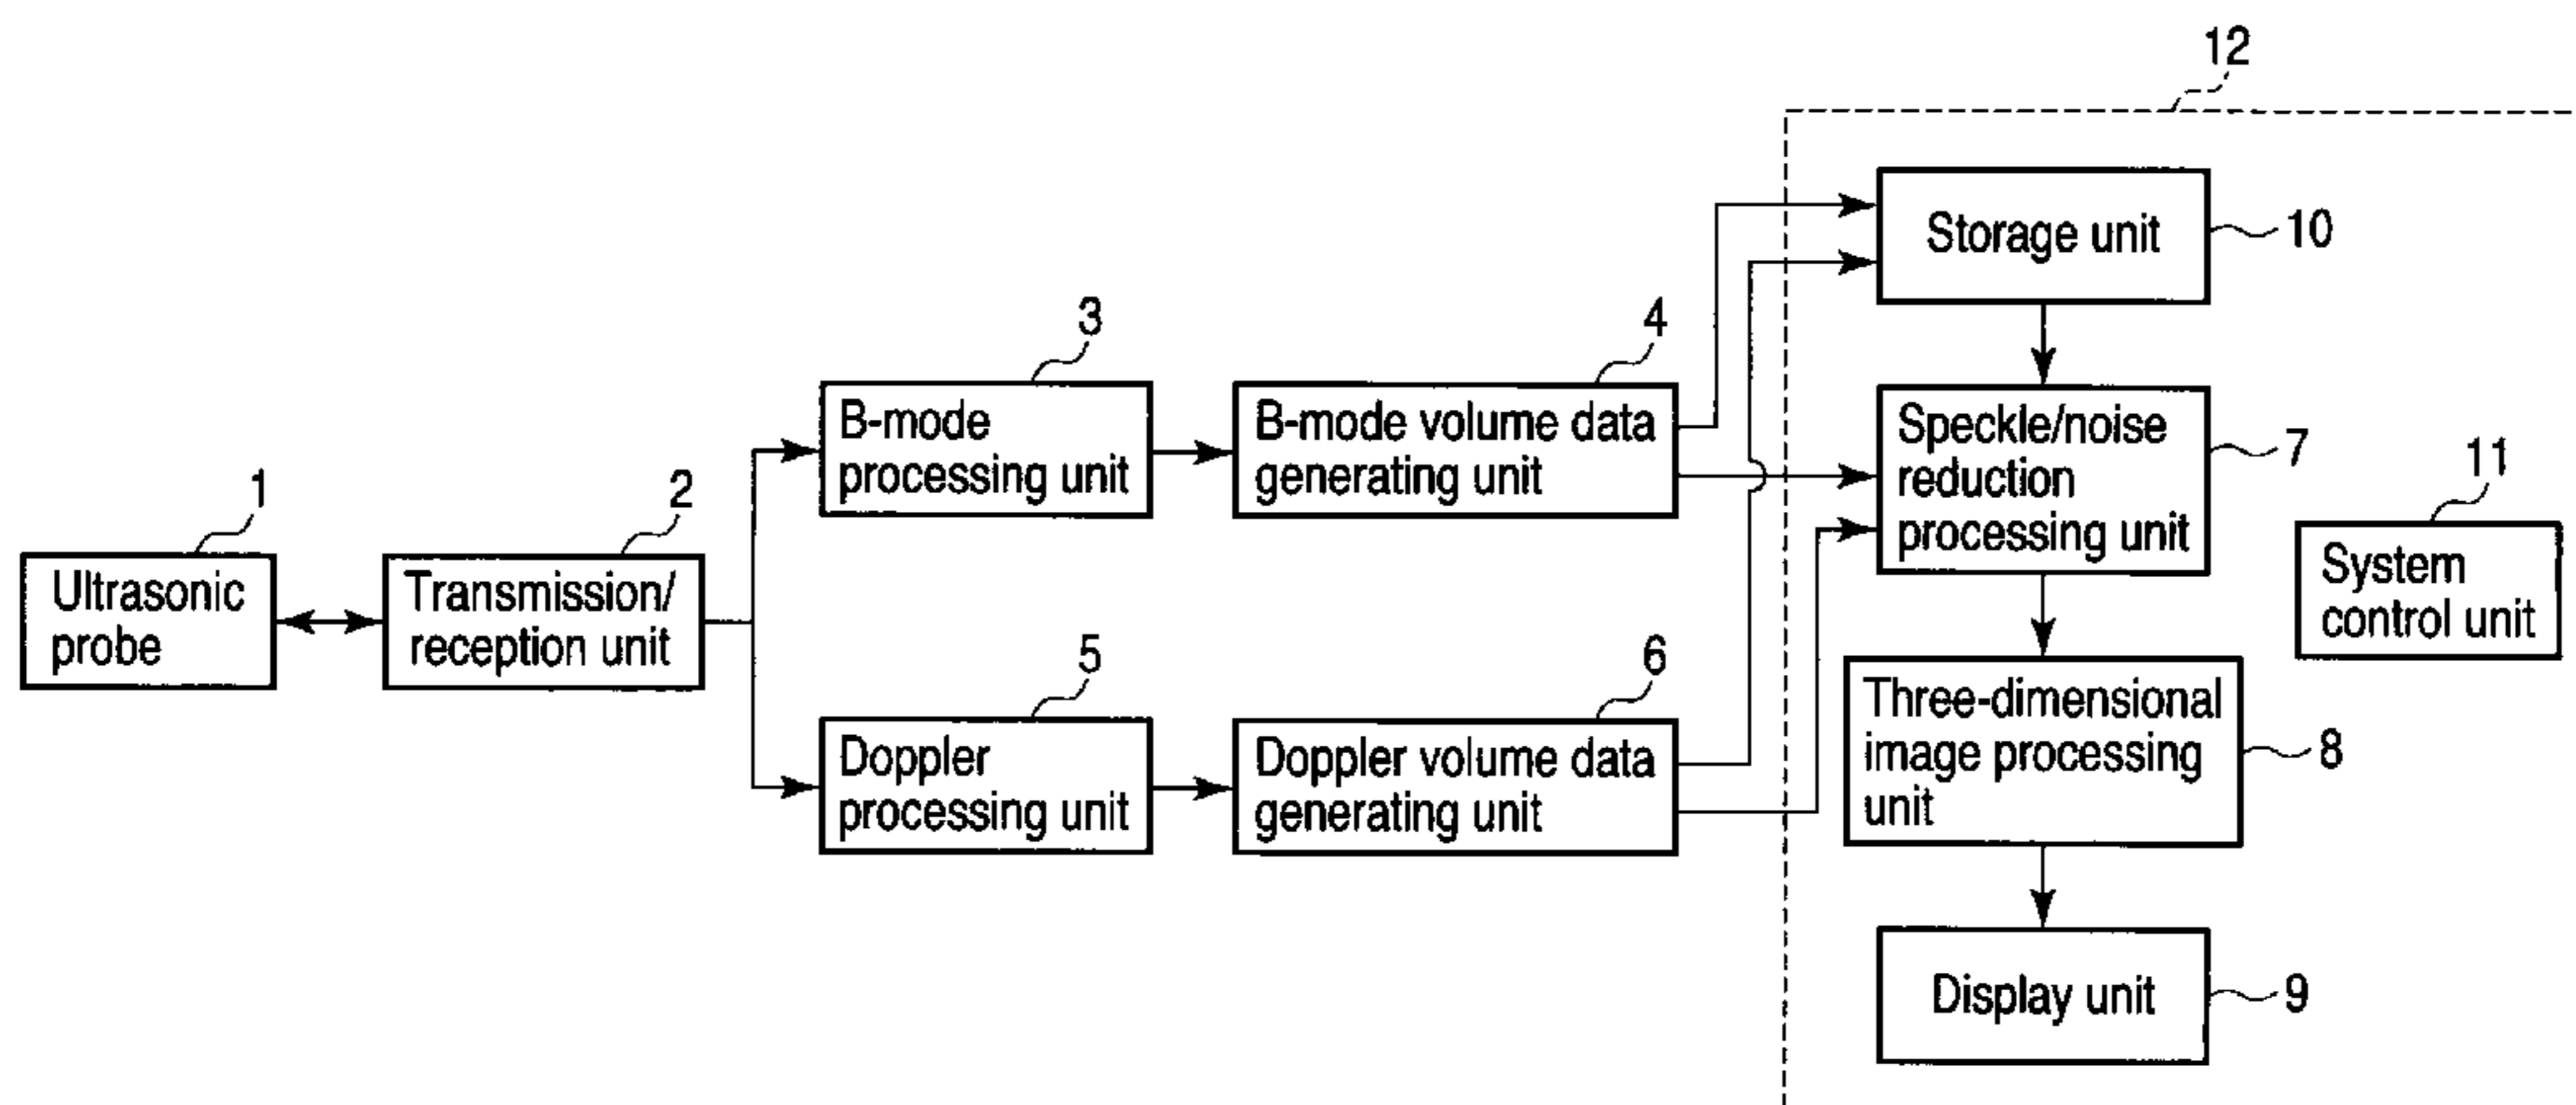 12
Storage unit
10
3
4
B-mode
processing unit
B-mode volume data
generating unit
Speckle/noise
reduction
processing unit
7
11
System
control unit
1
2
Ultrasonic
probe
Transmission/
reception unit
5
6
Doppler
processing unit
Doppler volume data
generating unit
Three-dimensional
image processing
unit
8
Display unit
9